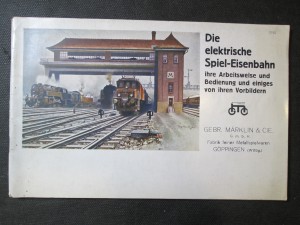 Die
elektrische
Spiel-Eisenbahn
ihre Arbeitsweise und
Bedienung und einiges
von ihren Vorbildern
GEBR. MÄRKLIN & CIE.
G.m.b.H.
Fabrik feiner Metallspielwaren
GÖPPINGEN